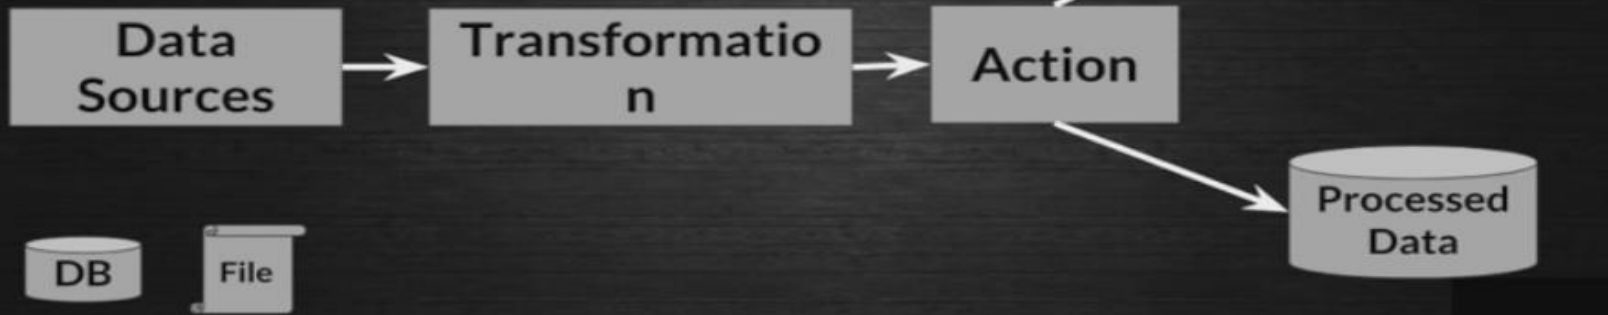 Data
Sources
Transformatio
n
Action
Processed
Data
DB
File